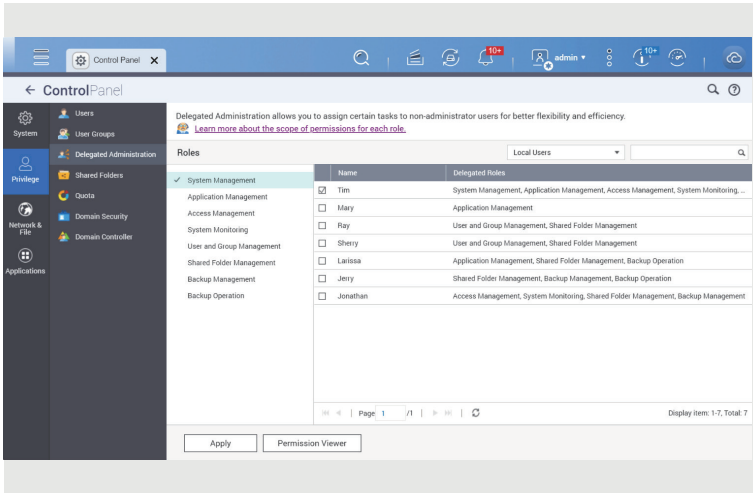 Control Panel
10+
admin
10+
ControlPanel
System
Privilege
Network &
File
Applications
Users
User Groups
Delegated Administration
Shared Folders
Quota
Domain Security
Domain Controller
Delegated Administration allows you to assign certain tasks to non-administrator users for better flexibility and efficiency.
Learn more about the scope of permissions for each role.
Roles
Local Users
System Management
Application Management
Access Management
System Monitoring
User and Group Management
Shared Folder Management
Backup Management
Backup Operation
Name Delegated Roles
Tim System Management, Application Management, Access Management, System Monitoring, ...
Mary Application Management
Ray User and Group Management, Shared Folder Management
Sherry User and Group Management, Shared Folder Management
Larissa Application Management, Shared Folder Management, Backup Operation
Jerry Shared Folder Management, Backup Management, Backup Operation
Jonathan Access Management, System Monitoring, Shared Folder Management, Backup Management
Page 1 /1 Display item: 1-7, Total: 7
Apply Permission Viewer